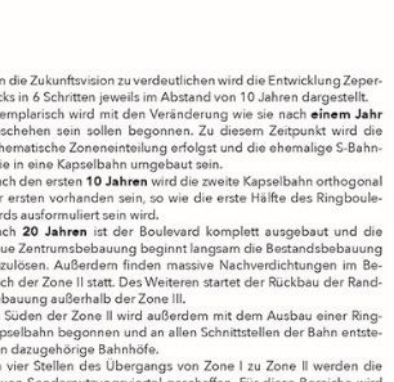 n die Zukunftsvision zu verdeutlichen wird die Entwicklung Zeper-
cks in 6 Schritten jeweils im Abstand von 10 Jahren dargestellt.
emplarisch wird mit den Veränderung wie sie nach einem Jahr
schehen sein sollen begonnen. Zu diesem Zeitpunkt wird die
hematische Zoneneinteilung erfolgst und die ehemalige S-Bahn-
ie in eine Kapselbahn umgebaut sein.
ach den ersten 10 Jahren wird die zweite Kapselbahn orthogonal
r ersten vorhanden sein, so wie die erste Hälfte des Ringboule-
rds ausformuliert sein wird.
ach 20 Jahren ist der Boulevard komplett ausgebaut und die
ue Zentrumsbebauung beginnt langsam die Bestandsbebauung
zulösen. Außerdem finden massive Nachverdichtungen im Be-
ch der Zone II statt. Des Weiteren startet der Rückbau der Rand-
bauung außerhalb der Zone III.
Süden der Zone II wird außerdem mit dem Ausbau einer Ring-
pselbahn begonnen und an allen Schnittstellen der Bahn entste-
n dazugehörige Bahnhöfe.
vier Stellen des Übergangs von Zone I zu Zone II werden die